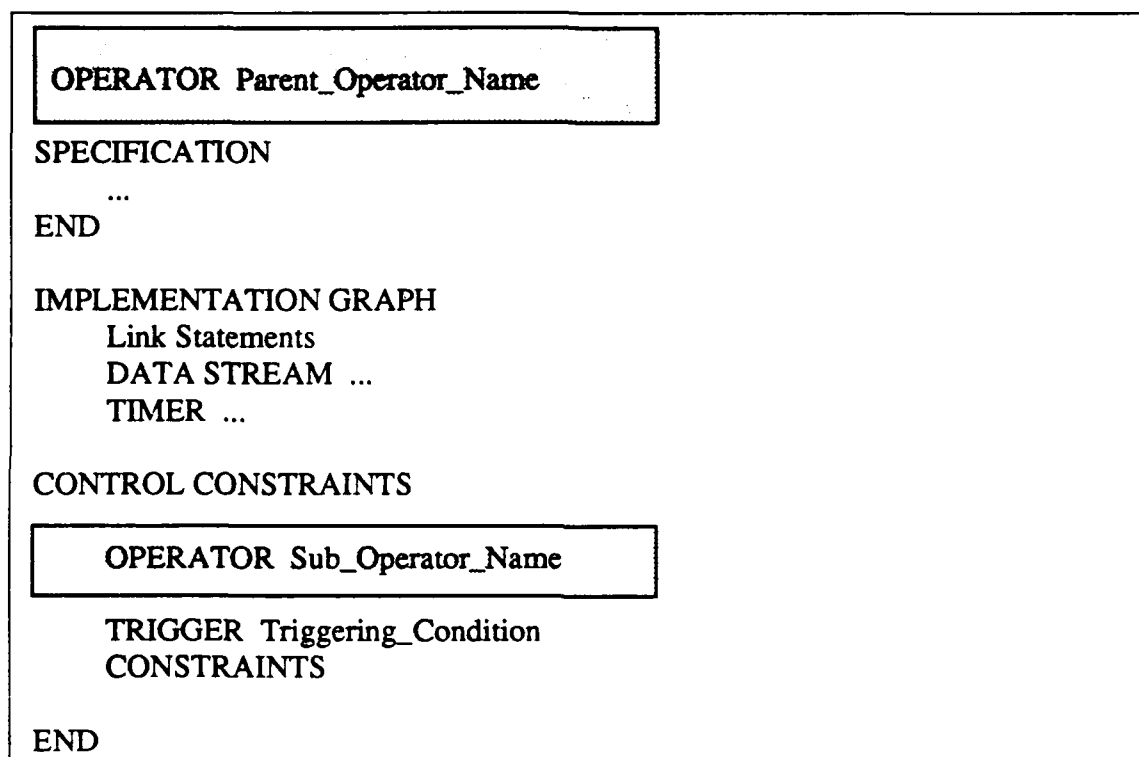 OPERATOR Parent_Operator_Name
SPECIFICATION
...
END
IMPLEMENTATION GRAPH
Link Statements
DATA STREAM ...
TIMER ...
CONTROL CONSTRAINTS
OPERATOR Sub_Operator_Name
TRIGGER Triggering_Condition
CONSTRAINTS
END